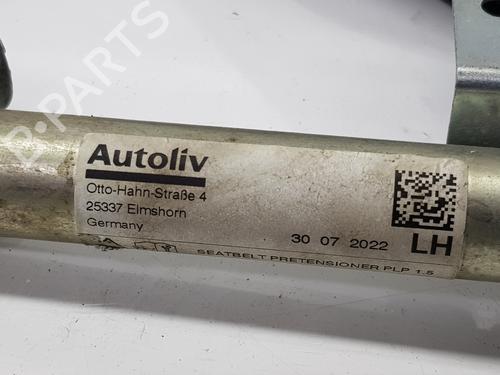 Autoliv
Otto-Hahn-Straße 4
25337 Elmshorn
Germany
30 07 2022 LH
SEATBELT PRETENSIONER PLP 1.5
B-PARTS